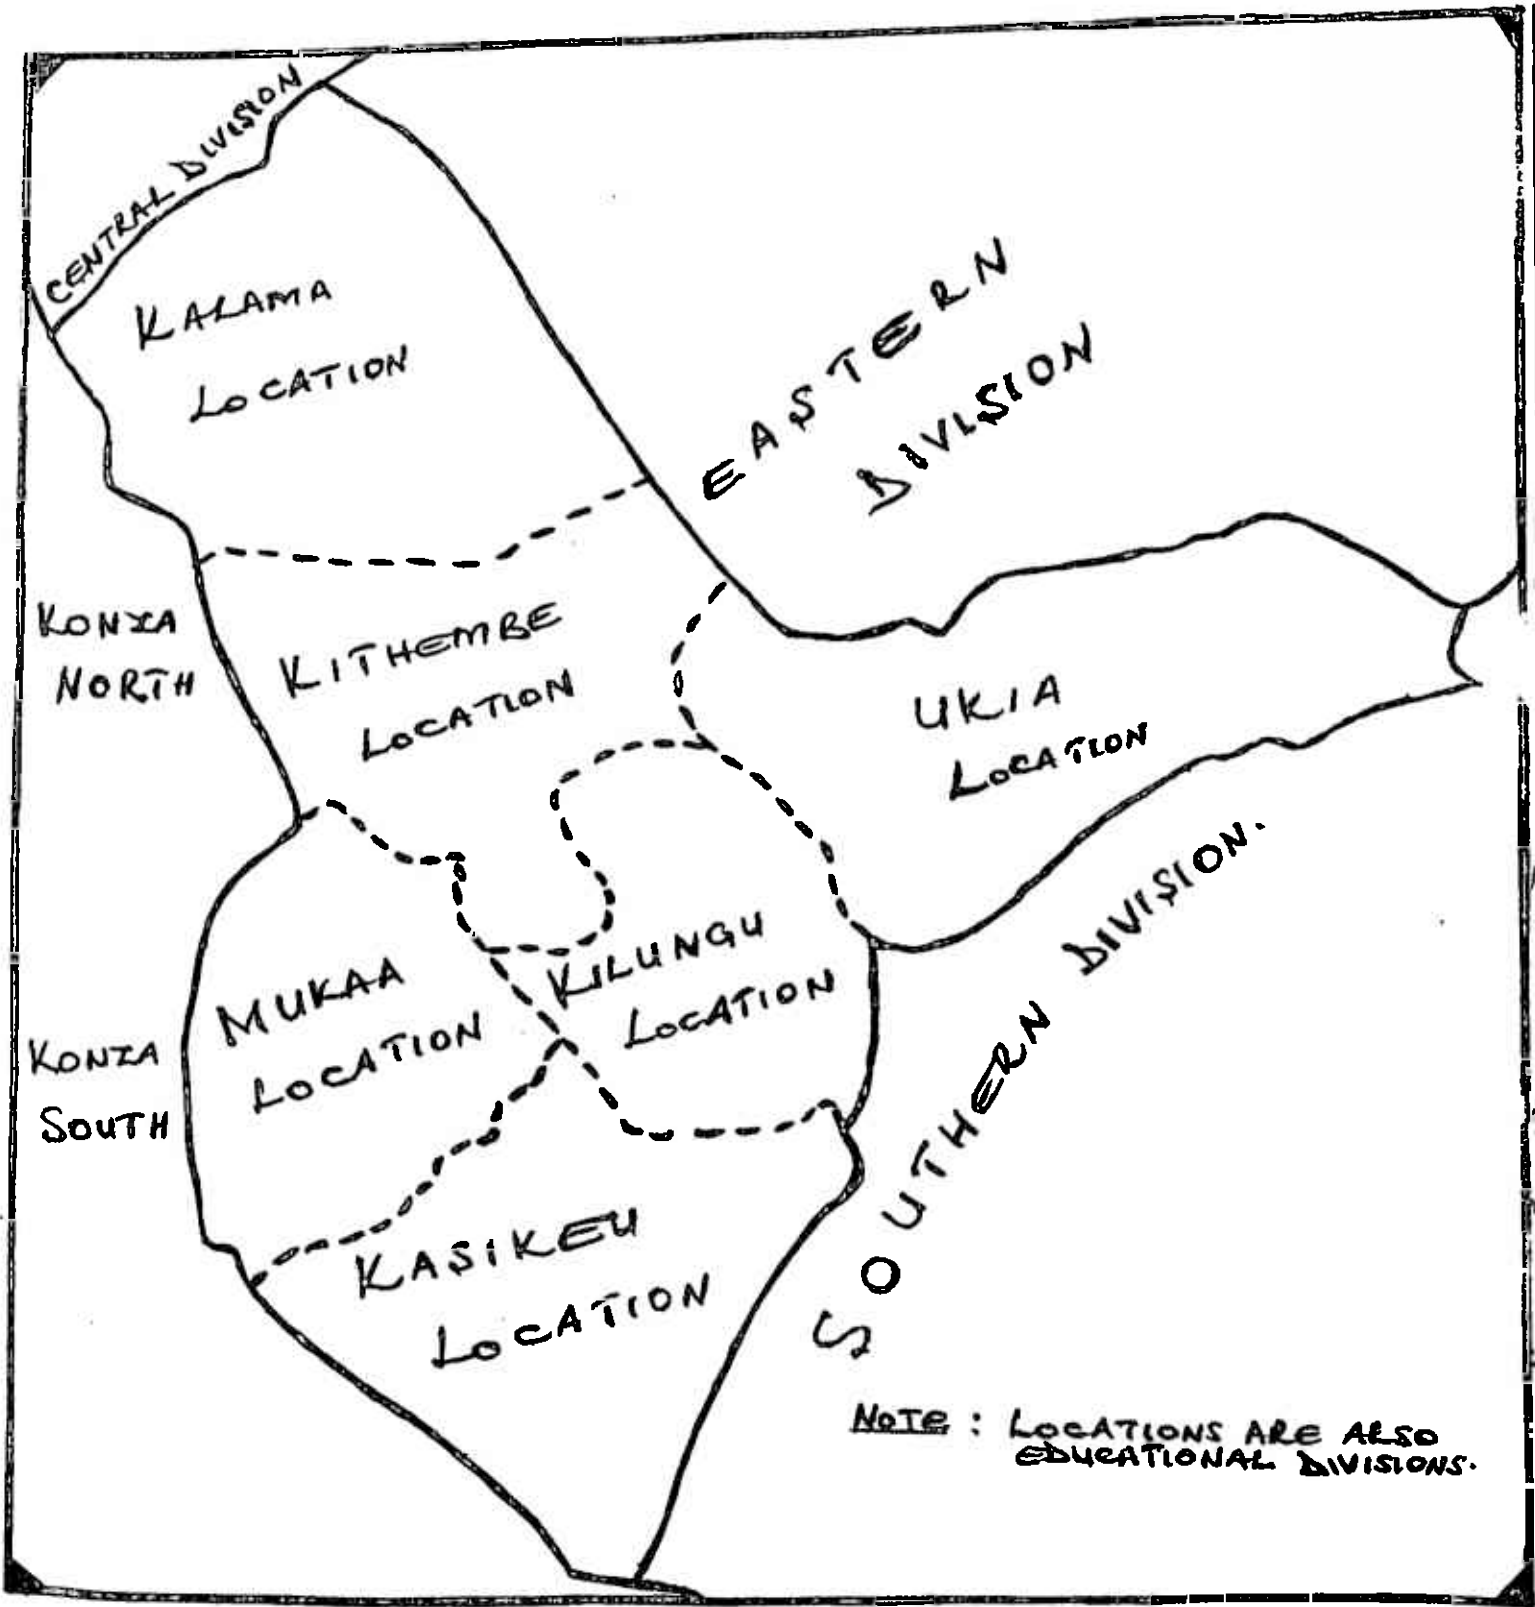 CENTRAL DIVISION
KALAMA
LOCATION
EASTERN
DIVISION
KONZA
NORTH
KITHEMBE
LOCATION
UKIA
LOCATION
MUKAA
LOCATION
KILUNGU
LOCATION
KONZA
SOUTH
SOUTHERN DIVISION.
KASIKEU
LOCATION
NOTE : LOCATIONS ARE ALSO
EDUCATIONAL DIVISIONS.